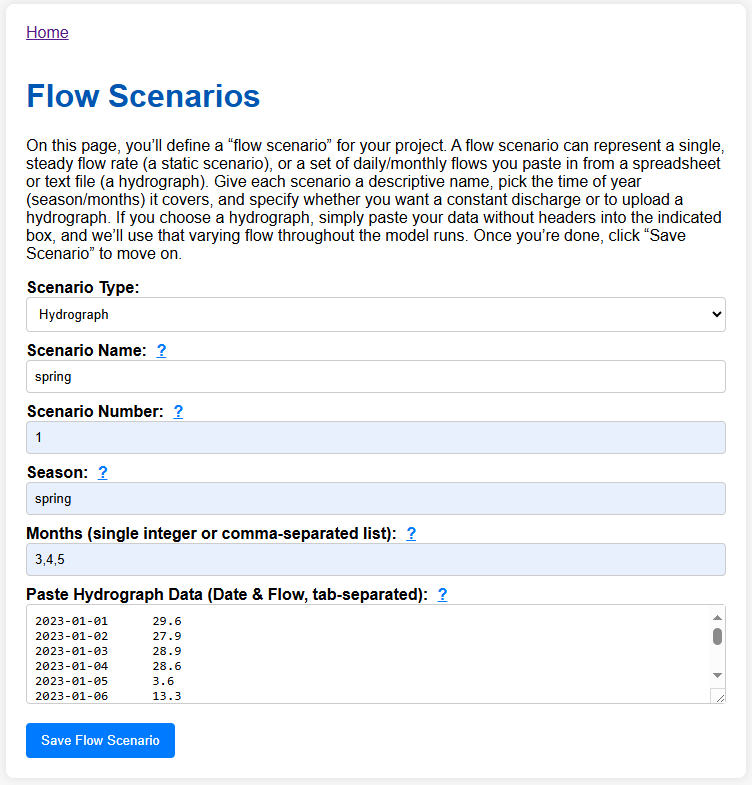 Home
Flow Scenarios
On this page, you’ll define a “flow scenario” for your project. A flow scenario can represent a single,
steady flow rate (a static scenario), or a set of daily/monthly flows you paste in from a spreadsheet
or text file (a hydrograph). Give each scenario a descriptive name, pick the time of year
(season/months) it covers, and specify whether you want a constant discharge or to upload a
hydrograph. If you choose a hydrograph, simply paste your data without headers into the indicated
box, and we’ll use that varying flow throughout the model runs. Once you’re done, click “Save
Scenario” to move on.
Scenario Type:
Hydrograph
Scenario Name: ?
spring
Scenario Number: ?
1
Season: ?
spring
Months (single integer or comma-separated list): ?
3,4,5
Paste Hydrograph Data (Date & Flow, tab-separated): ?
2023-01-01 29.6
2023-01-02 27.9
2023-01-03 28.9
2023-01-04 28.6
2023-01-05 3.6
2023-01-06 13.3
Save Flow Scenario